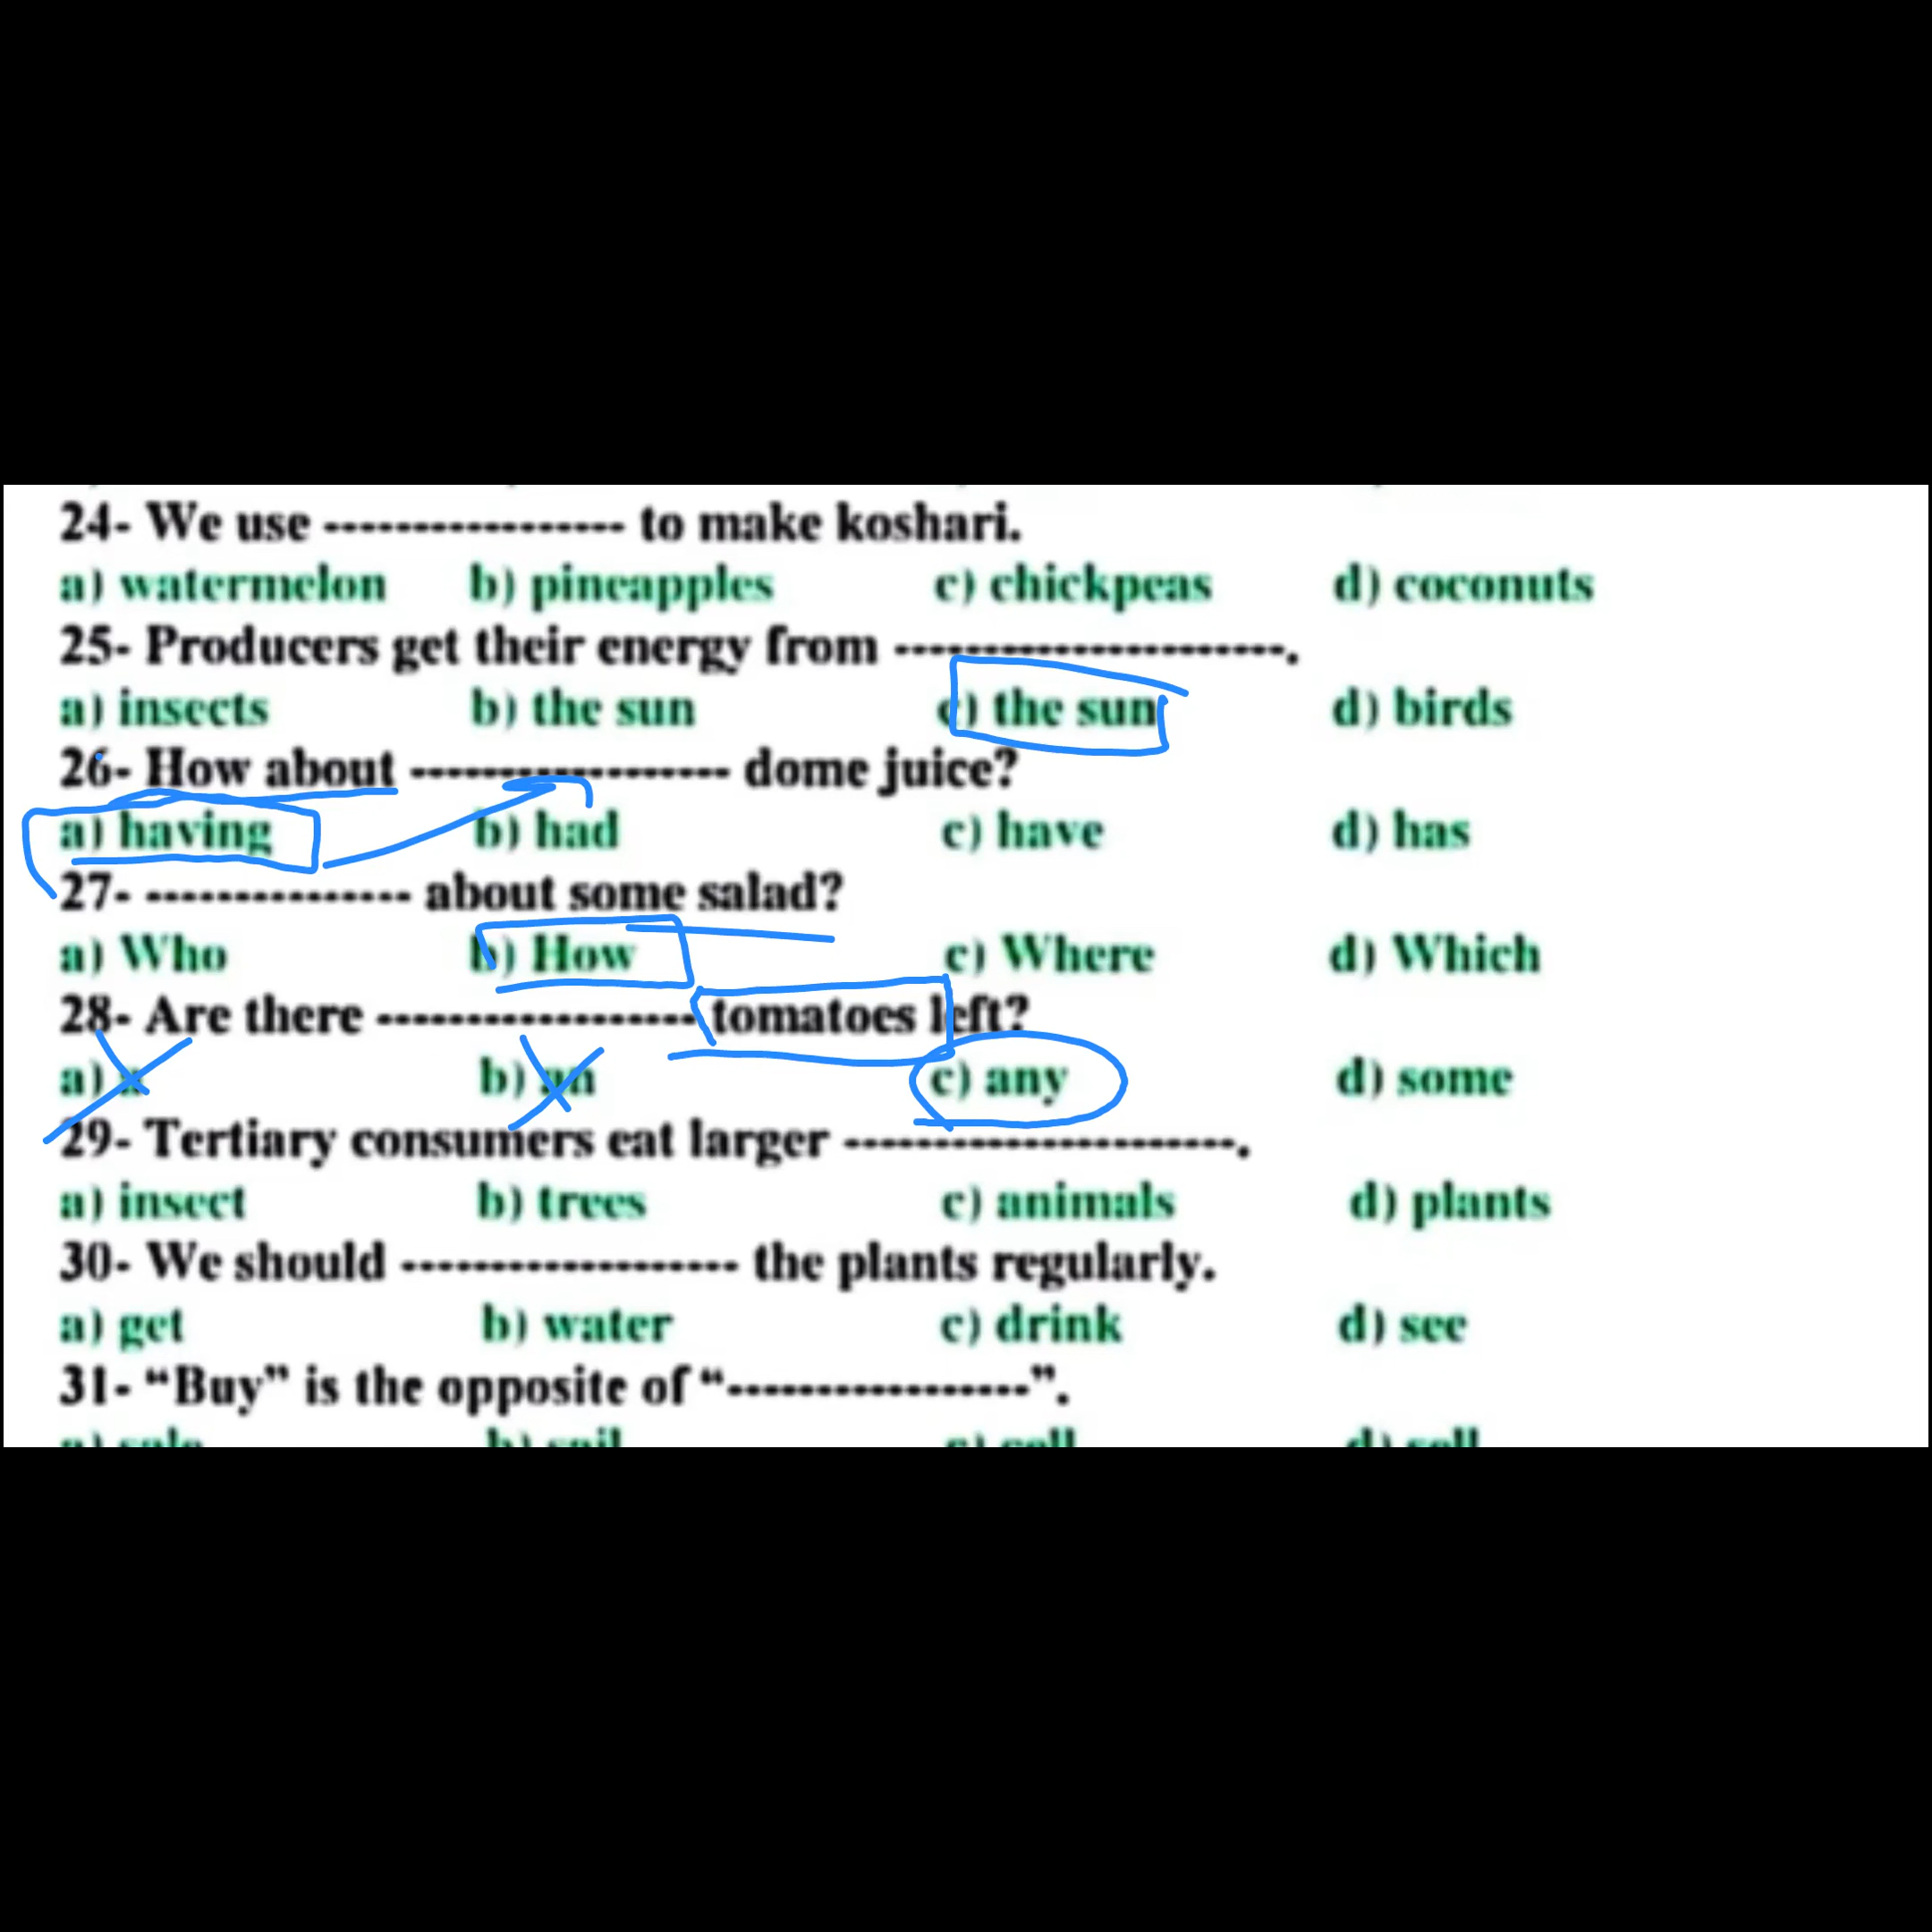 24- We use ----------------- to make koshari.
a) watermelon b) pineapples c) chickpeas d) coconuts
25- Producers get their energy from ----------------------.
a) insects b) the sun c) the sun d) birds
26- How about ------------------ dome juice?
a) having b) had c) have d) has
27- --------------- about some salad?
a) Who b) How c) Where d) Which
28- Are there ------------------ tomatoes left?
a) a b) an c) any d) some
29- Tertiary consumers eat larger ----------------------.
a) insect b) trees c) animals d) plants
30- We should ------------------- the plants regularly.
a) get b) water c) drink d) see
31- “Buy” is the opposite of “-----------------”.